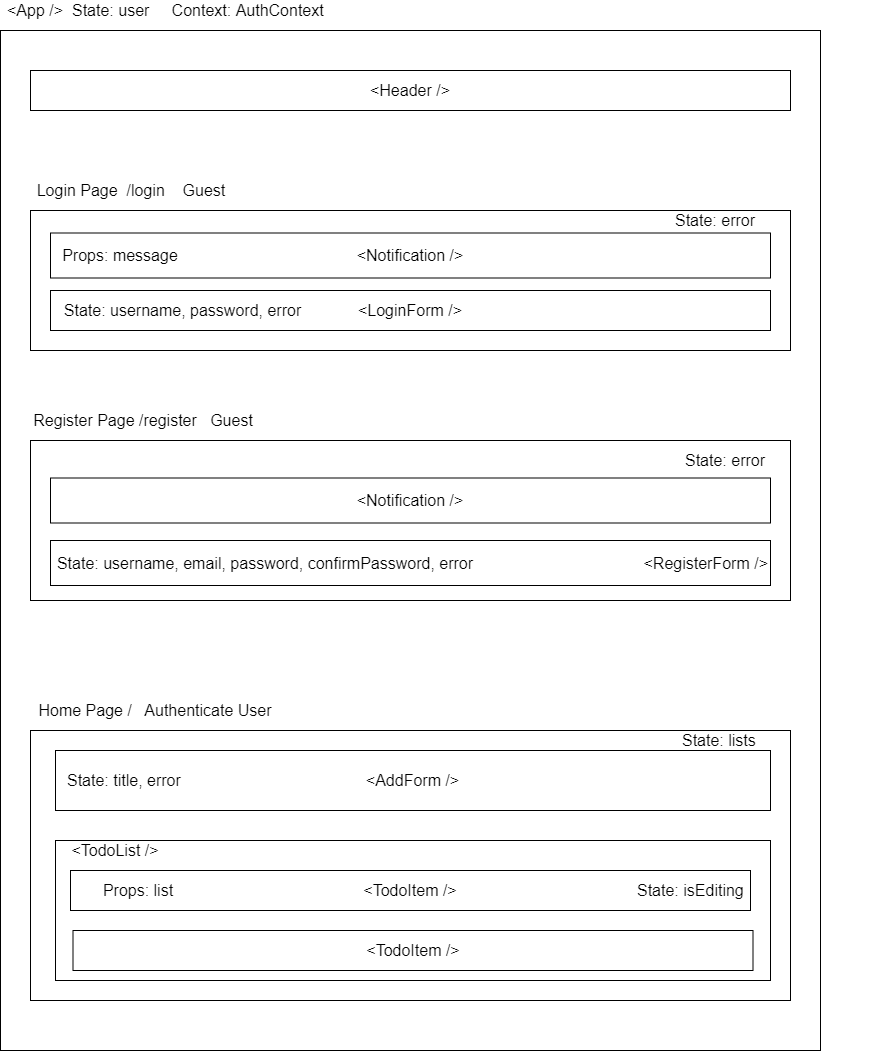 <App /> State: user Context: AuthContext
<Header />
Login Page /login Guest
State: error
Props: message <Notification />
State: username, password, error <LoginForm />
Register Page /register Guest
State: error
<Notification />
State: username, email, password, confirmPassword, error <RegisterForm />
Home Page / Authenticate User
State: lists
State: title, error <AddForm />
<TodoList />
Props: list <TodoItem /> State: isEditing
<TodoItem />